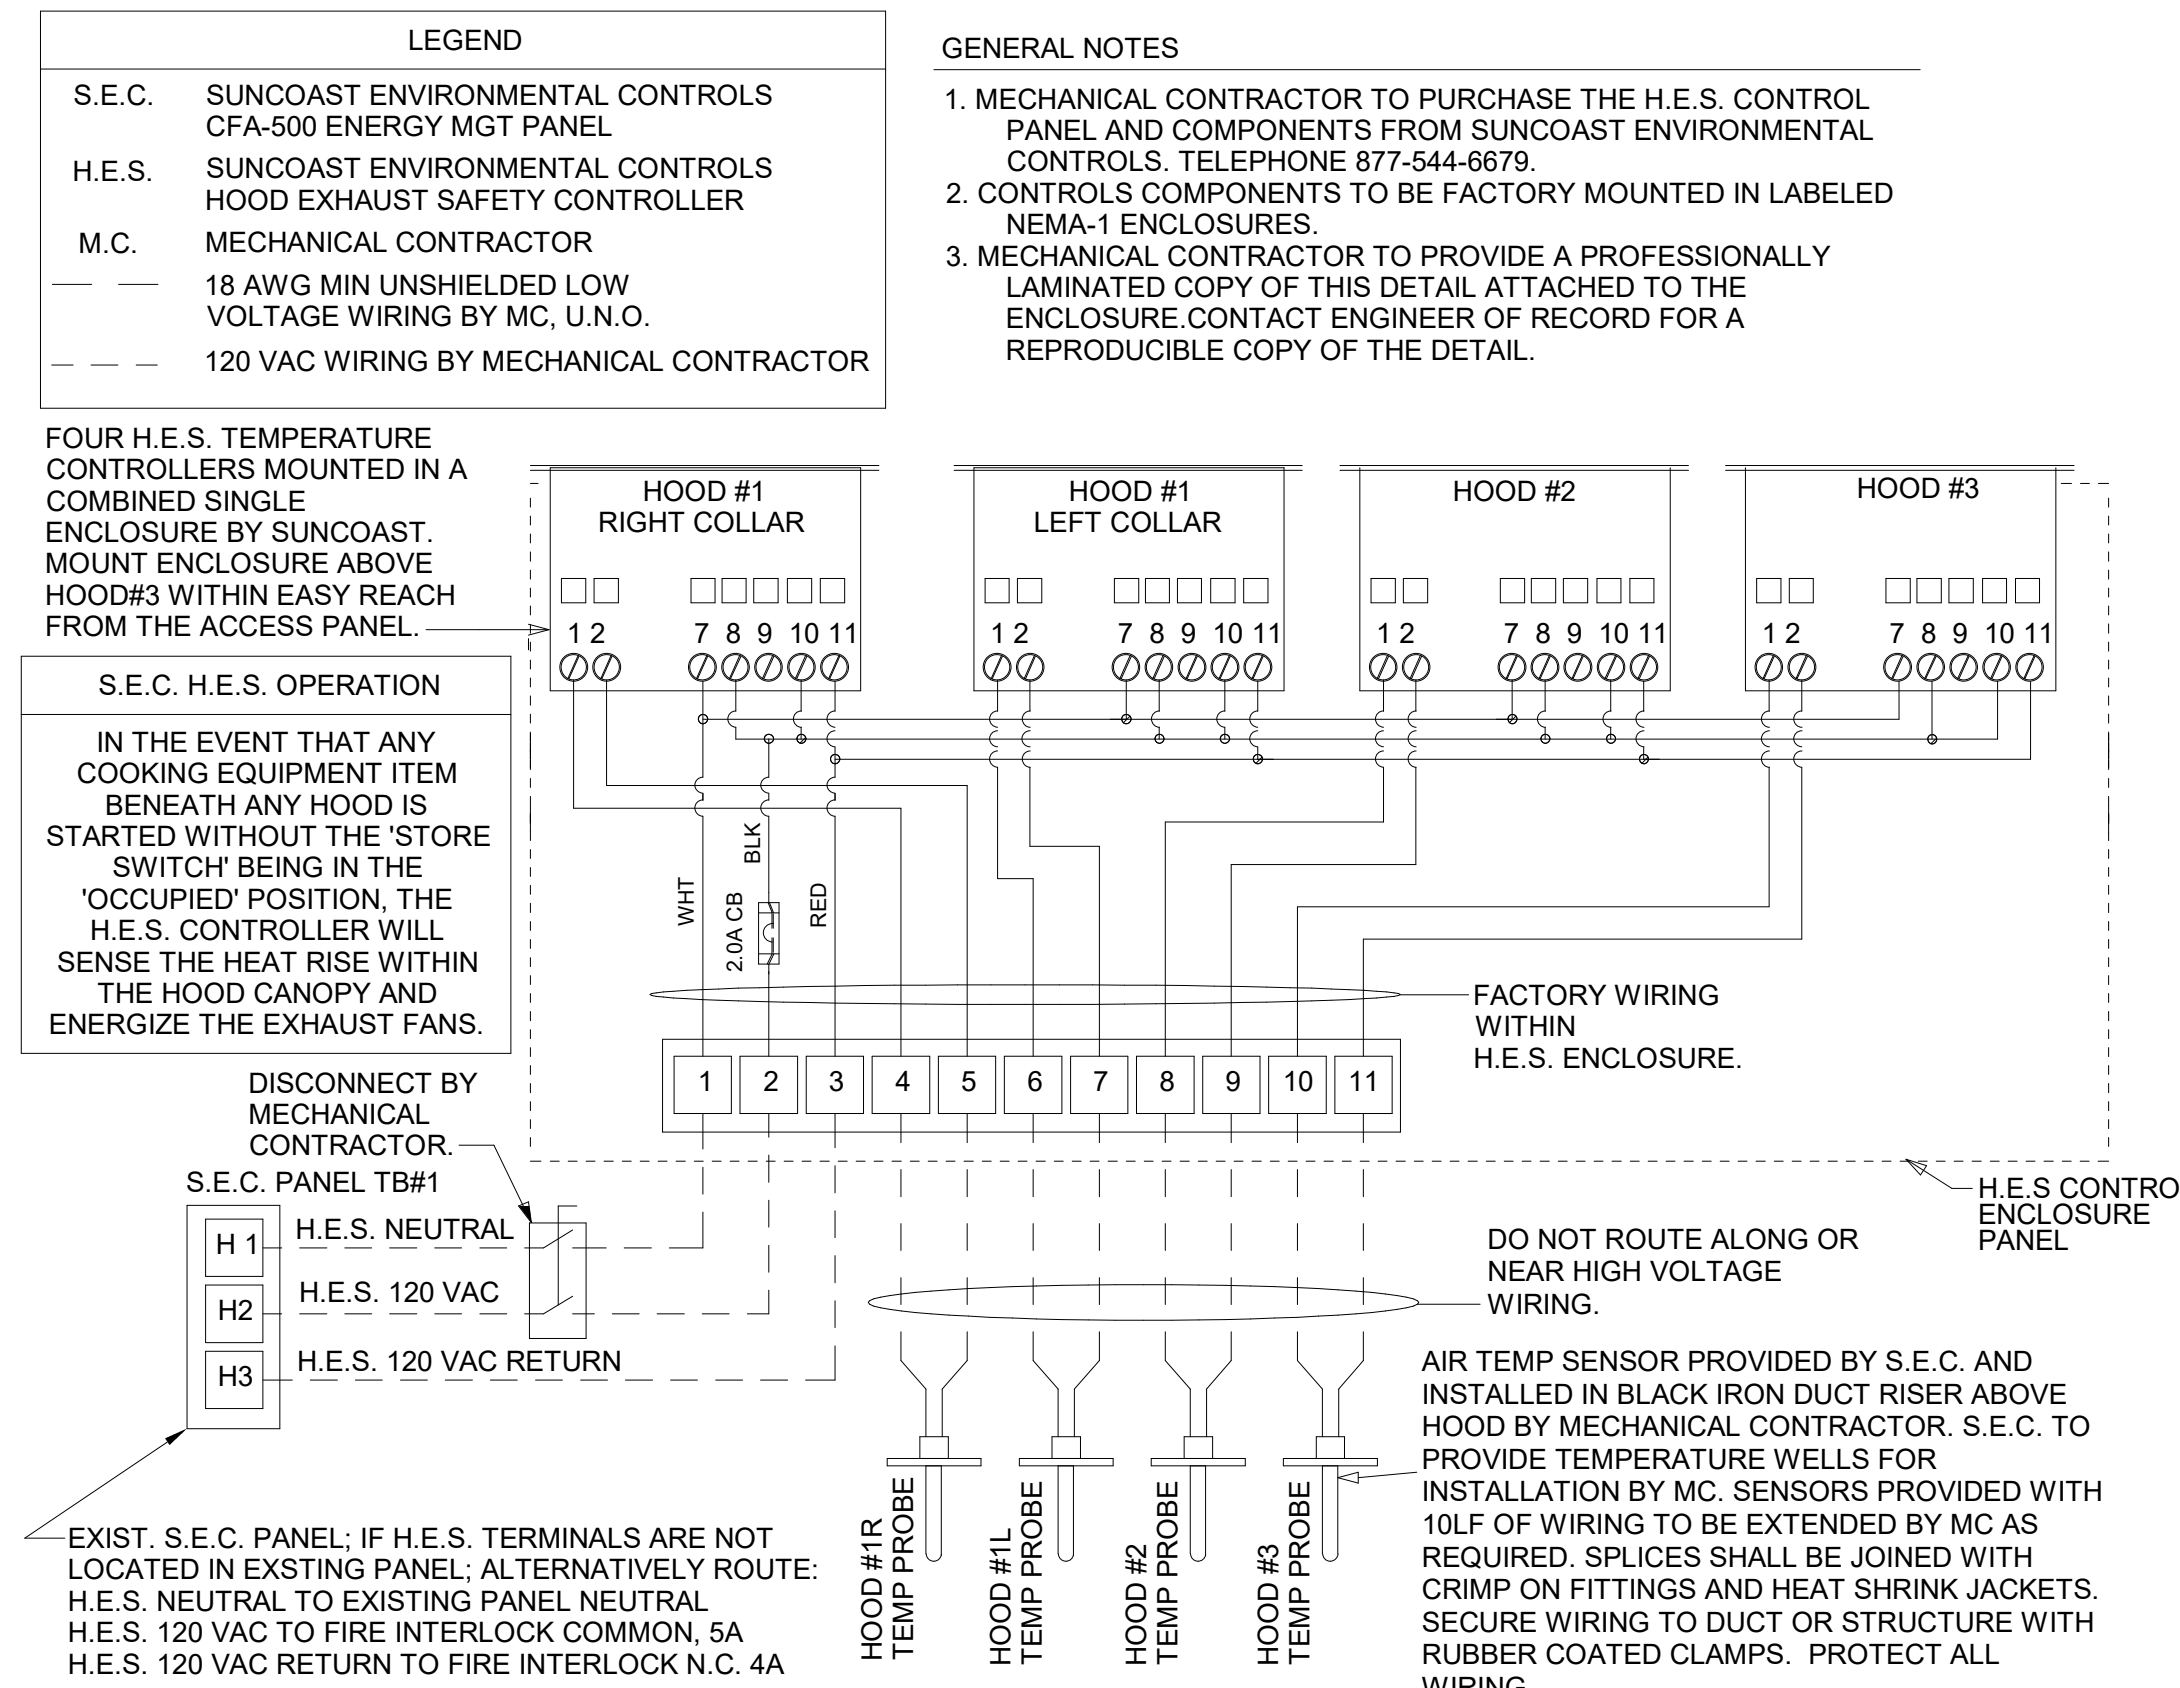 LEGEND
S.E.C. SUNCOAST ENVIRONMENTAL CONTROLS
CFA-500 ENERGY MGT PANEL
H.E.S. SUNCOAST ENVIRONMENTAL CONTROLS
HOOD EXHAUST SAFETY CONTROLLER
M.C. MECHANICAL CONTRACTOR
18 AWG MIN UNSHIELDED LOW
VOLTAGE WIRING BY MC, U.N.O.
120 VAC WIRING BY MECHANICAL CONTRACTOR
GENERAL NOTES
1. MECHANICAL CONTRACTOR TO PURCHASE THE H.E.S. CONTROL
PANEL AND COMPONENTS FROM SUNCOAST ENVIRONMENTAL
CONTROLS. TELEPHONE 877-544-6679.
2. CONTROLS COMPONENTS TO BE FACTORY MOUNTED IN LABELED
NEMA-1 ENCLOSURES.
3. MECHANICAL CONTRACTOR TO PROVIDE A PROFESSIONALLY
LAMINATED COPY OF THIS DETAIL ATTACHED TO THE
ENCLOSURE.CONTACT ENGINEER OF RECORD FOR A
REPRODUCIBLE COPY OF THE DETAIL.
FOUR H.E.S. TEMPERATURE
CONTROLLERS MOUNTED IN A
COMBINED SINGLE
ENCLOSURE BY SUNCOAST.
MOUNT ENCLOSURE ABOVE
HOOD#3 WITHIN EASY REACH
FROM THE ACCESS PANEL.
HOOD #1
RIGHT COLLAR
1 2 7 8 9 10 11
HOOD #1
LEFT COLLAR
1 2 7 8 9 10 11
HOOD #2
1 2 7 8 9 10 11
HOOD #3
1 2 7 8 9 10 11
S.E.C. H.E.S. OPERATION
IN THE EVENT THAT ANY
COOKING EQUIPMENT ITEM
BENEATH ANY HOOD IS
STARTED WITHOUT THE 'STORE
SWITCH' BEING IN THE
'OCCUPIED' POSITION, THE
H.E.S. CONTROLLER WILL
SENSE THE HEAT RISE WITHIN
THE HOOD CANOPY AND
ENERGIZE THE EXHAUST FANS.
WHT
BLK
2.0A CB
RED
FACTORY WIRING
WITHIN
H.E.S. ENCLOSURE.
1 2 3 4 5 6 7 8 9 10 11
DISCONNECT BY
MECHANICAL
CONTRACTOR.
S.E.C. PANEL TB#1
H 1 H.E.S. NEUTRAL
H2 H.E.S. 120 VAC
H3 H.E.S. 120 VAC RETURN
H.E.S CONTRO
ENCLOSURE
PANEL
DO NOT ROUTE ALONG OR
NEAR HIGH VOLTAGE
WIRING.
EXIST. S.E.C. PANEL; IF H.E.S. TERMINALS ARE NOT
LOCATED IN EXSTING PANEL; ALTERNATIVELY ROUTE:
H.E.S. NEUTRAL TO EXISTING PANEL NEUTRAL
H.E.S. 120 VAC TO FIRE INTERLOCK COMMON, 5A
H.E.S. 120 VAC RETURN TO FIRE INTERLOCK N.C. 4A
HOOD #1R
TEMP PROBE
HOOD #1L
TEMP PROBE
HOOD #2
TEMP PROBE
HOOD #3
TEMP PROBE
AIR TEMP SENSOR PROVIDED BY S.E.C. AND
INSTALLED IN BLACK IRON DUCT RISER ABOVE
HOOD BY MECHANICAL CONTRACTOR. S.E.C. TO
PROVIDE TEMPERATURE WELLS FOR
INSTALLATION BY MC. SENSORS PROVIDED WITH
10LF OF WIRING TO BE EXTENDED BY MC AS
REQUIRED. SPLICES SHALL BE JOINED WITH
CRIMP ON FITTINGS AND HEAT SHRINK JACKETS.
SECURE WIRING TO DUCT OR STRUCTURE WITH
RUBBER COATED CLAMPS. PROTECT ALL
WIRING